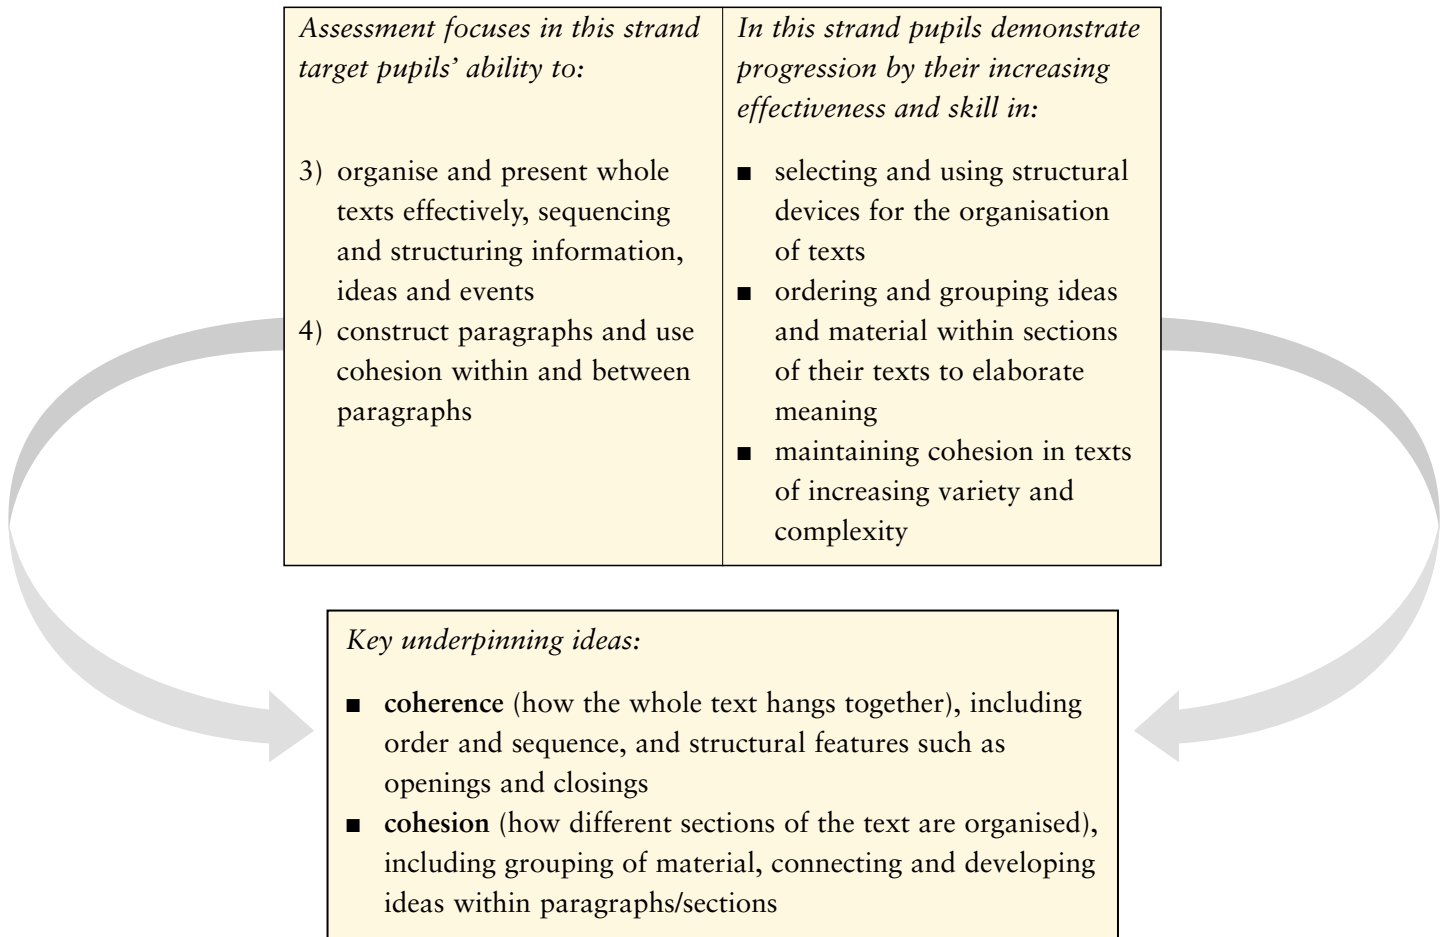 Assessment focuses in this strand
target pupils’ ability to:
3) organise and present whole
texts effectively, sequencing
and structuring information,
ideas and events
4) construct paragraphs and use
cohesion within and between
paragraphs
In this strand pupils demonstrate
progression by their increasing
effectiveness and skill in:
■ selecting and using structural
devices for the organisation
of texts
■ ordering and grouping ideas
and material within sections
of their texts to elaborate
meaning
■ maintaining cohesion in texts
of increasing variety and
complexity
Key underpinning ideas:
■ coherence (how the whole text hangs together), including
order and sequence, and structural features such as
openings and closings
■ cohesion (how different sections of the text are organised),
including grouping of material, connecting and developing
ideas within paragraphs/sections